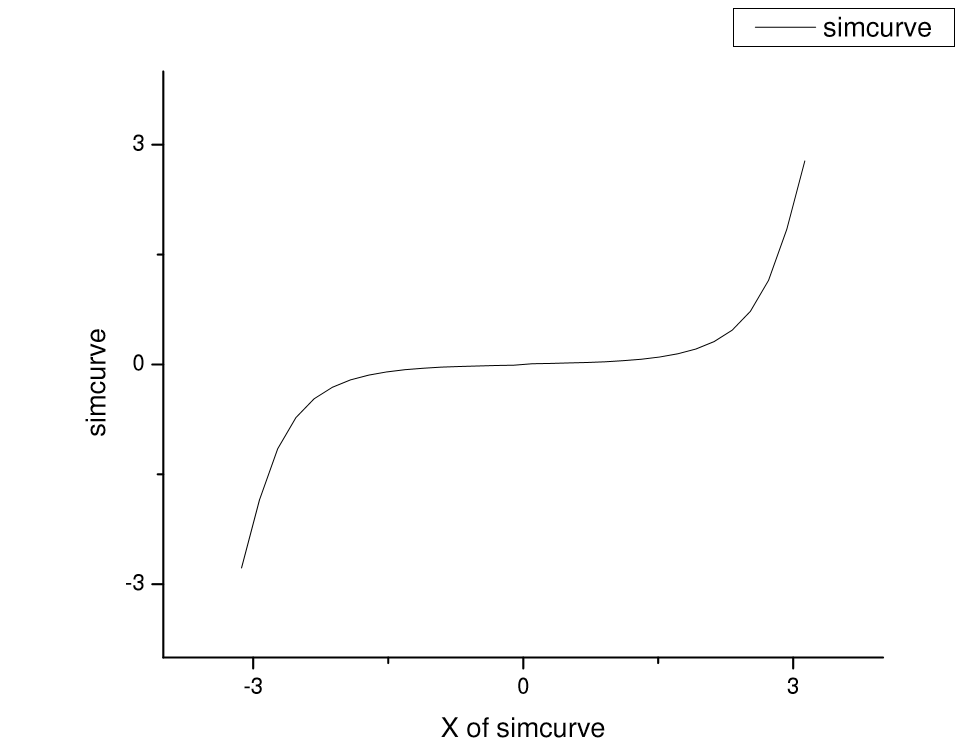 simcurve
3
0
-3
simcurve
-3 0 3
X of simcurve